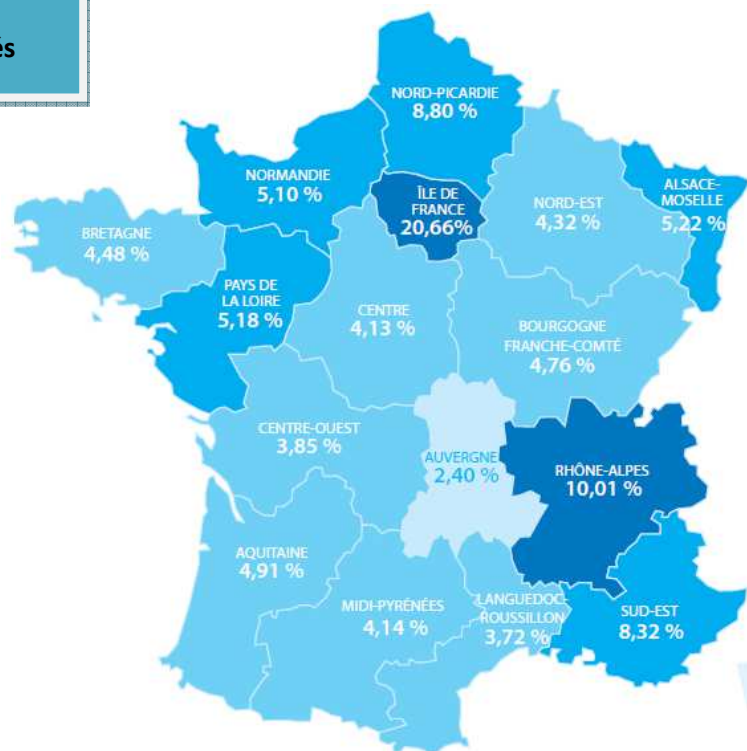 és
NORD-PICARDIE
8,80 %
NORMANDIE
5,10 %
ÎLE DE
FRANCE
20,66%
NORD-EST
4,32 %
ALSACE-
MOSELLE
5,22 %
BRETAGNE
4,48 %
PAYS DE
LA LOIRE
5,18 %
CENTRE
4,13 %
BOURGOGNE
FRANCHE-COMTÉ
4,76 %
CENTRE-OUEST
3,85 %
AUVERGNE
2,40 %
RHÔNE-ALPES
10,01 %
AQUITAINE
4,91 %
MIDI-PYRÉNÉES
4,14 %
LANGUEDOC-
ROUSSILLON
3,72 %
SUD-EST
8,32 %